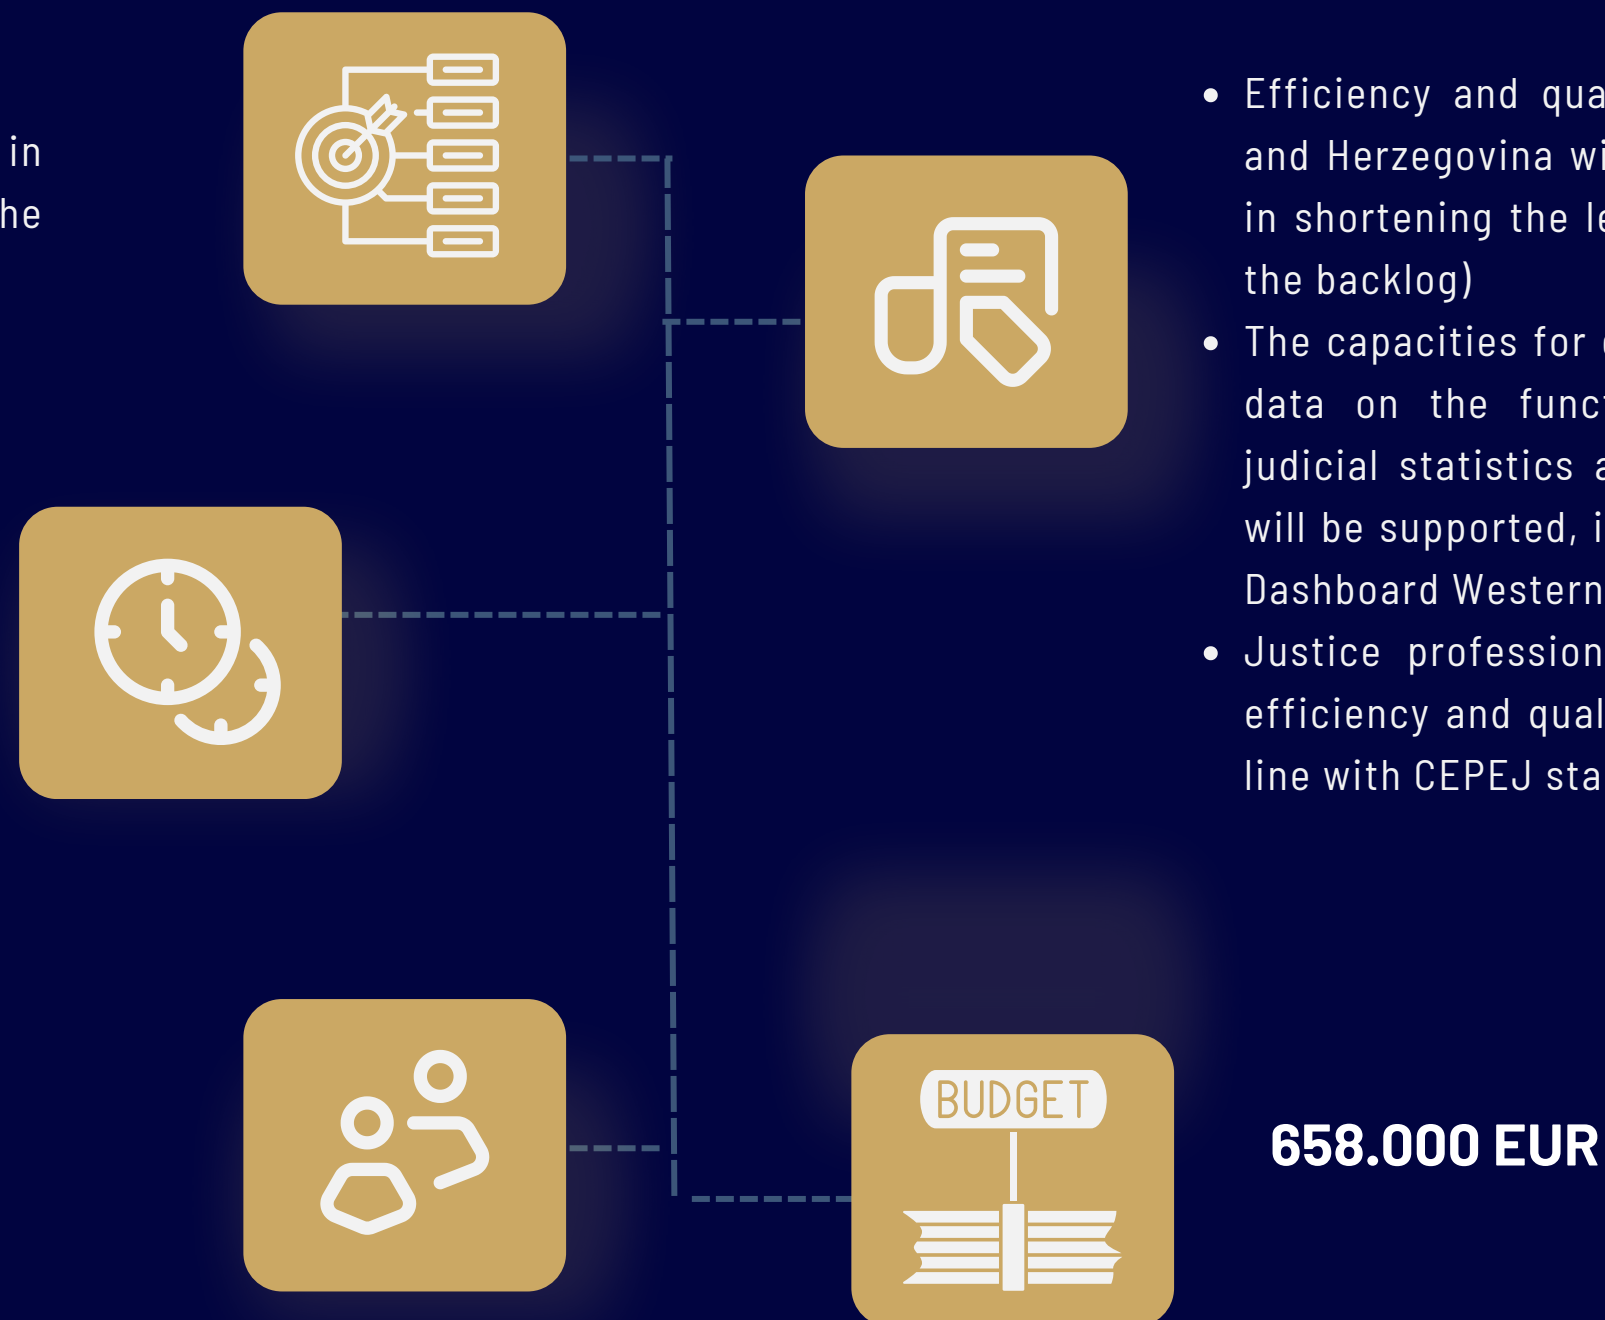 in
he
• Efficiency and qua
and Herzegovina wi
in shortening the le
the backlog)
• The capacities for
data on the func
judicial statistics a
will be supported, i
Dashboard Western
• Justice profession
efficiency and qual
line with CEPEJ sta
BUDGET
658.000 EUR